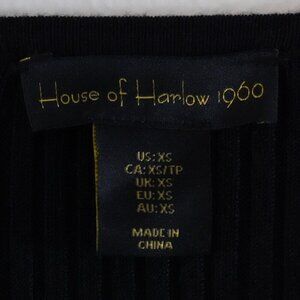 House of Harlow 1960
US: XS
CA: XS/TP
UK: XS
EU: XS
AU: XS
MADE IN
CHINA